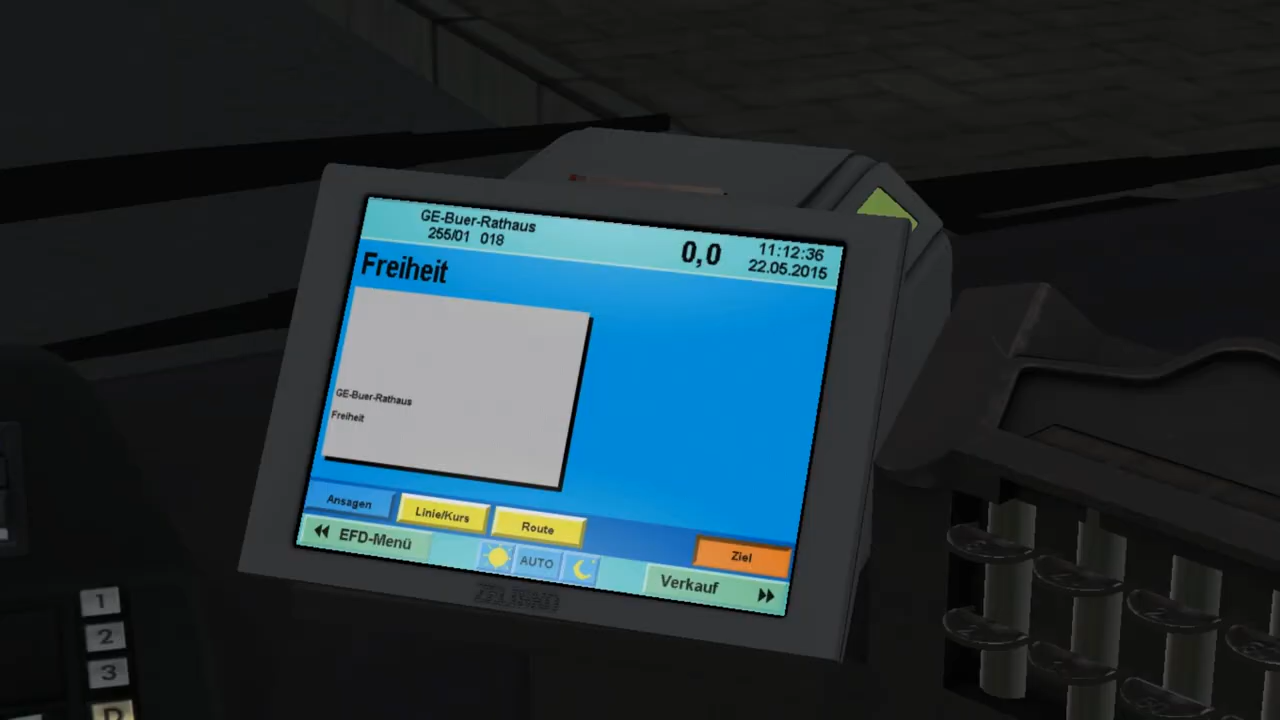 GE-Buer-Rathaus
255/01 018
0,0
11:12:36
22.05.2015
Freiheit
GE-Buer-Rathaus
Freiheit
Ansagen
Linie/Kurs
Route
Ziel
EFD-Menü
AUTO
Verkauf
1
2
3
D